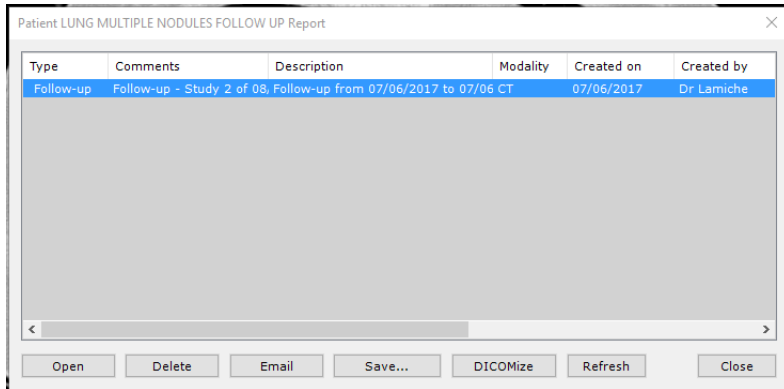 Patient LUNG MULTIPLE NODULES FOLLOW UP Report
Type Comments Description Modality Created on Created by
Follow-up Follow-up - Study 2 of 08, Follow-up from 07/06/2017 to 07/06 CT 07/06/2017 Dr Lamiche
Open Delete Email Save... DICOMize Refresh Close